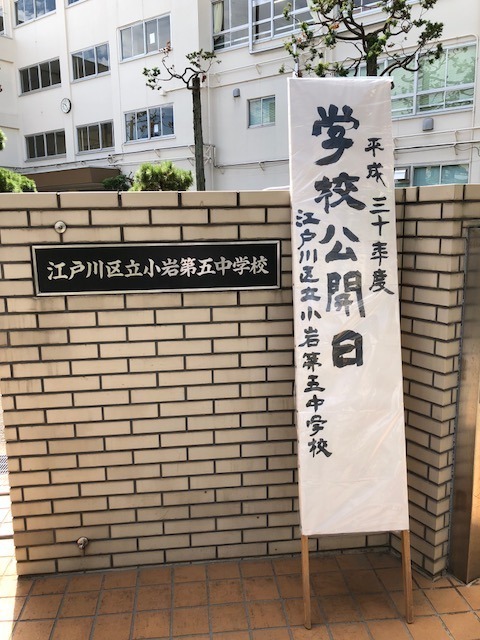 江戸川区立小岩第五中学校
平成三十年度
学校公開日
江戸川区立小岩第五中学校